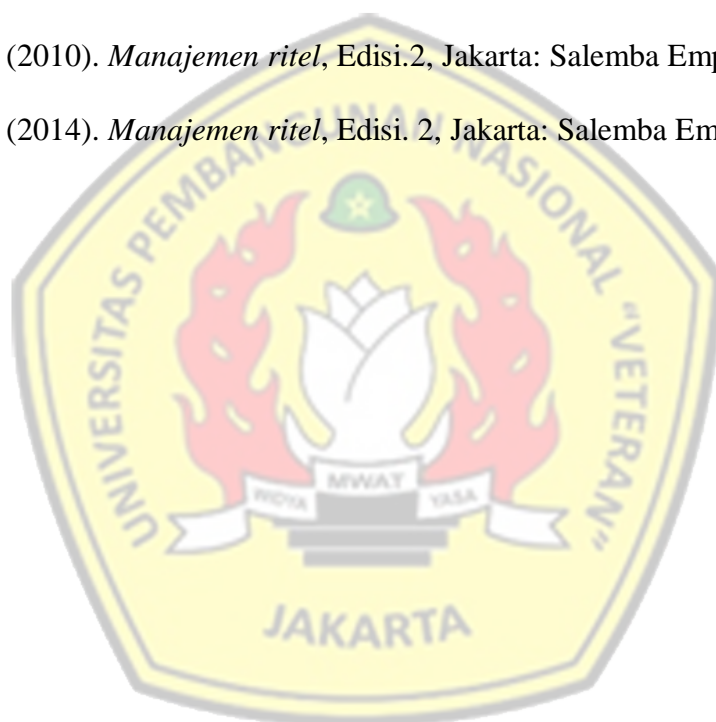 (2010). Manajemen ritel, Edisi.2, Jakarta: Salemba Emp
(2014). Manajemen ritel, Edisi. 2, Jakarta: Salemba Em
UNIVERSITAS PEMBANGUNAN NASIONAL "VETERAN"
WIDYA MWAT YASA
JAKARTA